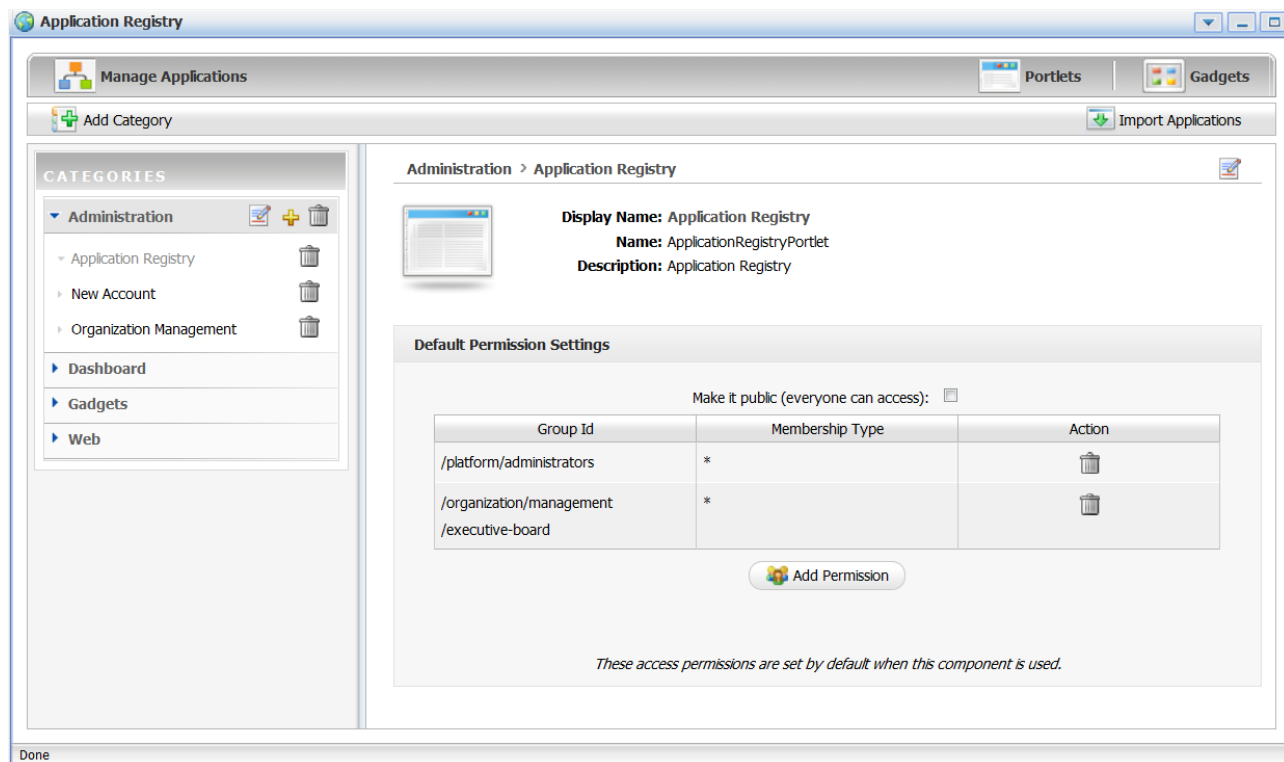 Application Registry
Manage Applications
Portlets
Gadgets
Add Category
Import Applications
CATEGORIES
Administration
Application Registry
New Account
Organization Management
Dashboard
Gadgets
Web
Administration > Application Registry
Display Name: Application Registry
Name: ApplicationRegistryPortlet
Description: Application Registry
Default Permission Settings
Make it public (everyone can access):
Group Id Membership Type Action
/platform/administrators *
/organization/management *
/executive-board
Add Permission
These access permissions are set by default when this component is used.
Done